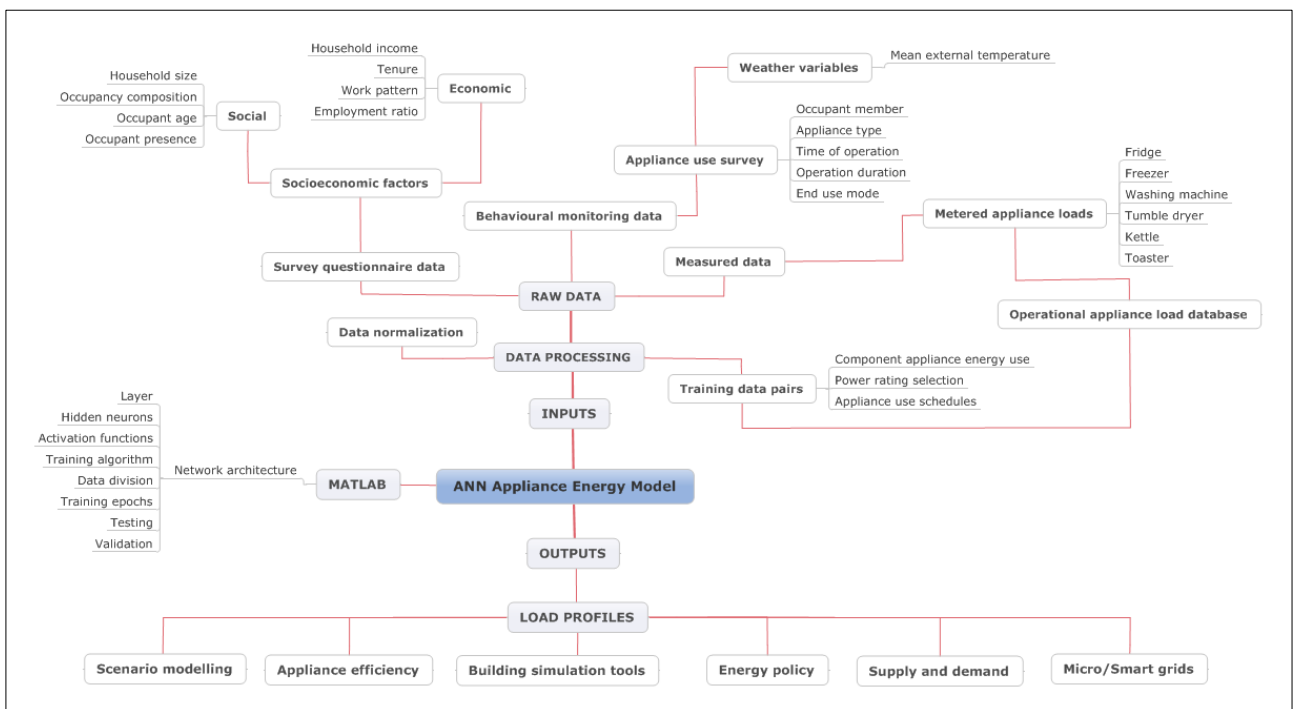 Household income
Tenure
Work pattern
Employment ratio
Economic
Household size
Occupancy composition
Occupant age
Occupant presence
Social
Socioeconomic factors
Survey questionnaire data
Weather variables
Mean external temperature
Occupant member
Appliance type
Time of operation
Operation duration
End use mode
Appliance use survey
Behavioural monitoring data
Fridge
Freezer
Washing machine
Tumble dryer
Kettle
Toaster
Metered appliance loads
Measured data
RAW DATA
Operational appliance load database
Data normalization
DATA PROCESSING
Training data pairs
Component appliance energy use
Power rating selection
Appliance use schedules
INPUTS
Layer
Hidden neurons
Activation functions
Training algorithm
Data division
Training epochs
Testing
Validation
Network architecture
MATLAB
ANN Appliance Energy Model
OUTPUTS
LOAD PROFILES
Scenario modelling
Appliance efficiency
Building simulation tools
Energy policy
Supply and demand
Micro/Smart grids